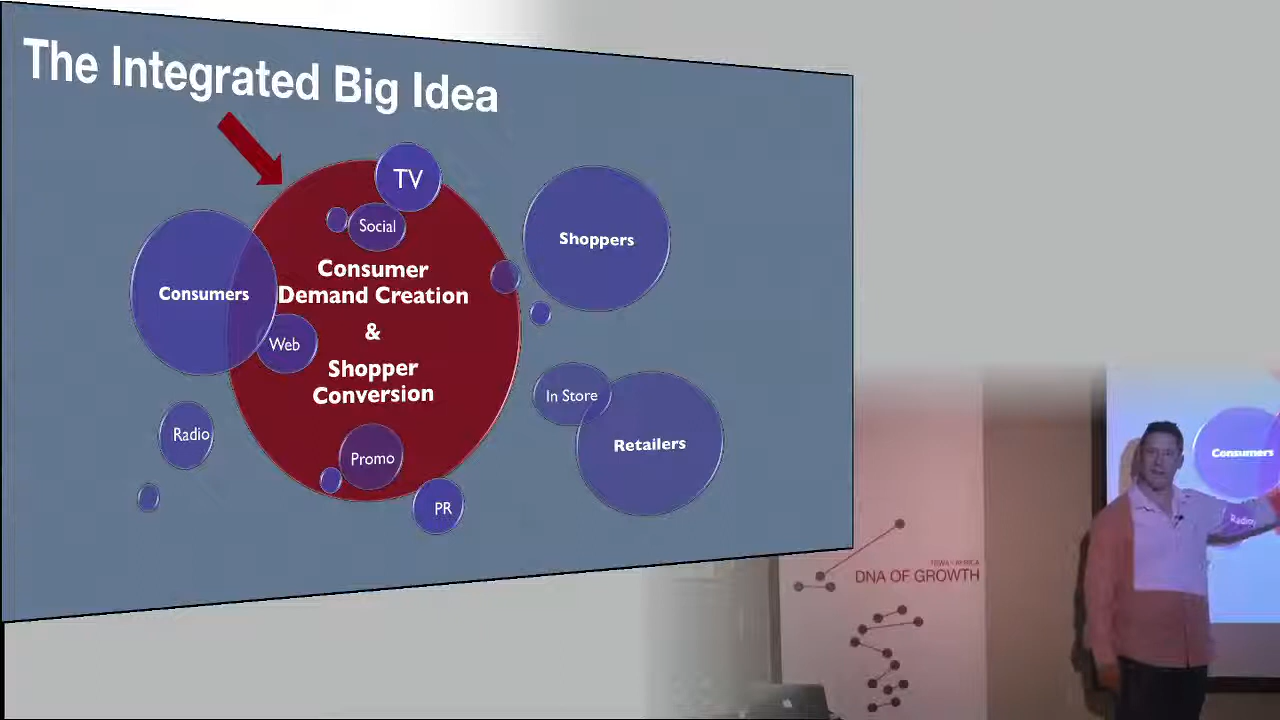 The Integrated Big Idea
TV
Social
Consumer
Demand Creation
&
Shopper
Conversion
Consumers
Web
Shoppers
In Store
Retailers
Radio
Promo
PR
Consumers
Radio
DNA OF GROWTH